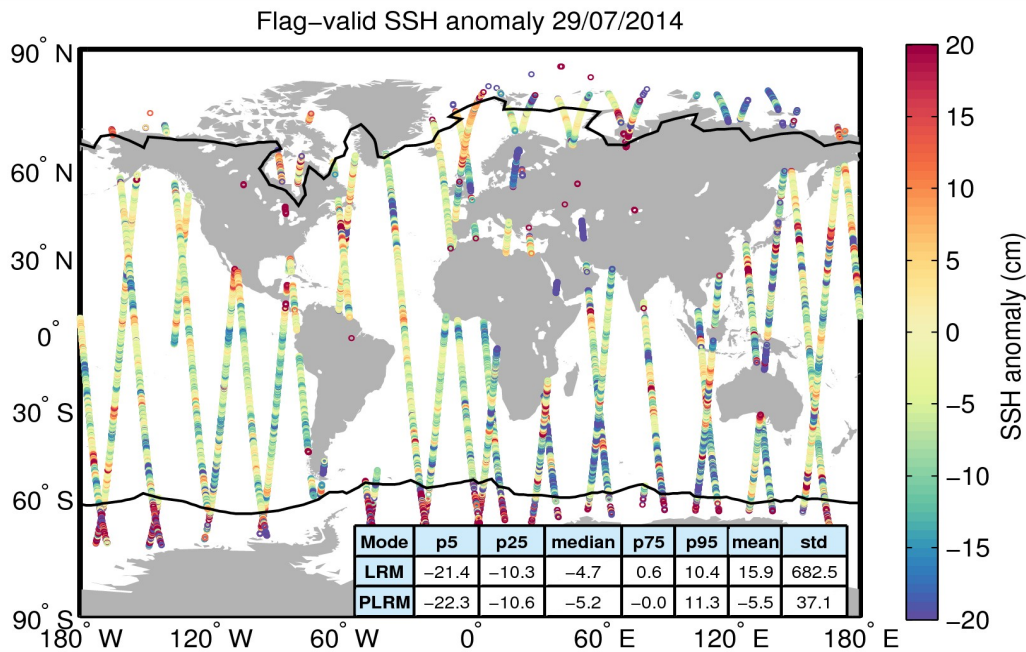 Flag−valid SSH anomaly 29/07/2014
90° N
60° N
30° N
0°
30° S
60° S
90° S
180° W 120° W 60° W 0° 60° E 120° E 180° E
Mode p5 p25 median p75 p95 mean std
LRM −21.4 −10.3 −4.7 0.6 10.4 15.9 682.5
PLRM −22.3 −10.6 −5.2 −0.0 11.3 −5.5 37.1
20
15
10
5
0
−5
−10
−15
−20
SSH anomaly (cm)